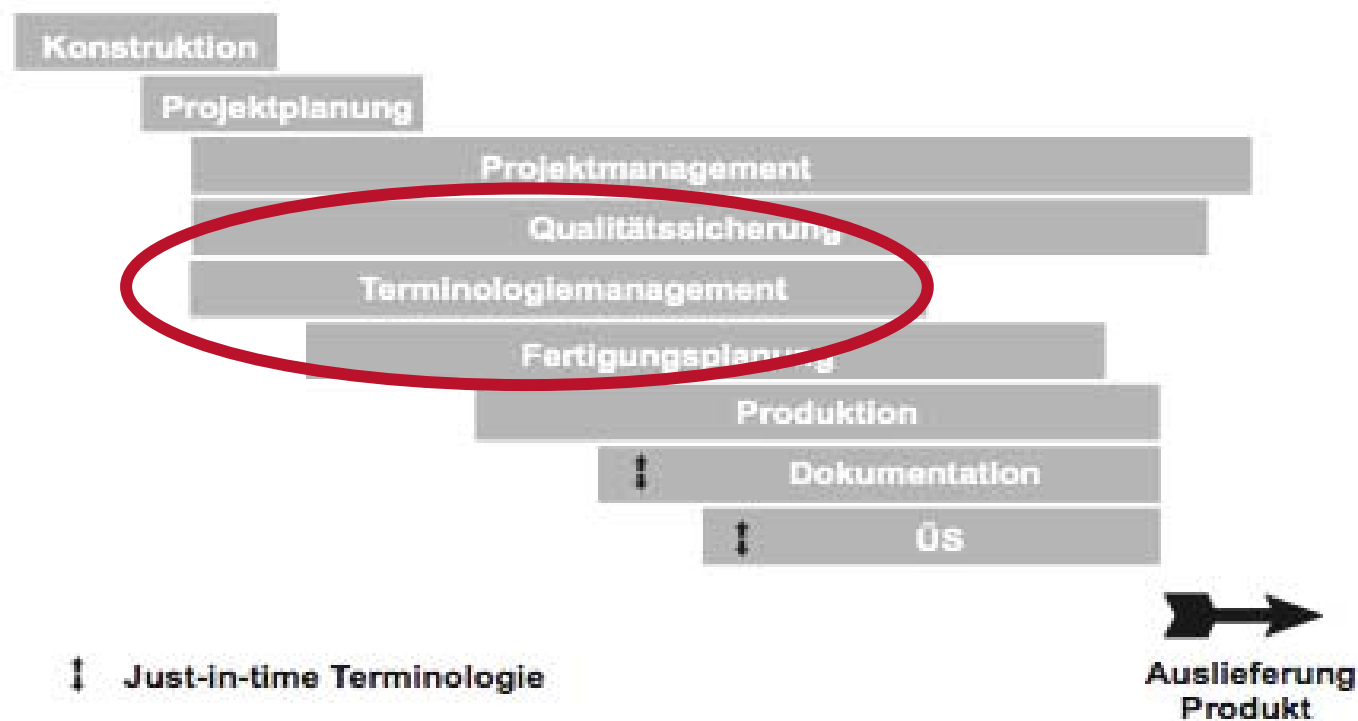 Konstruktion
Projektplanung
Projektmanagement
Qualitätssicherung
Terminologiemanagement
Fertigungsplanung
Produktion
Dokumentation
ÜS
Just-in-time Terminologie
Auslieferung
Produkt